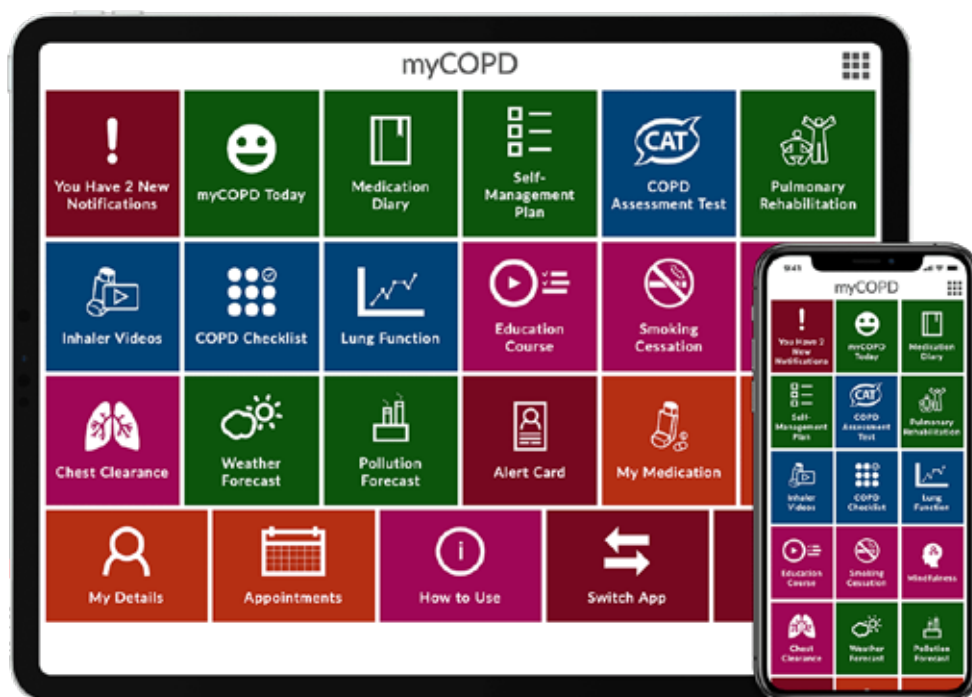 myCOPD
You Have 2 New
Notifications
myCOPD Today
Medication
Diary
Self-
Management
Plan
CAT
COPD
Assessment Test
Pulmonary
Rehabilitation
Inhaler Videos
COPD Checklist
Lung Function
Education
Course
Smoking
Cessation
Chest Clearance
Weather
Forecast
Pollution
Forecast
Alert Card
My Medication
My Details
Appointments
i
How to Use
Switch App
9:41
myCOPD
You Have 2
New
Notifications
myCOPD
Today
Medication
Diary
Self-
Management
Plan
CAT
COPD
Assessment
Test
Pulmonary
Rehabilitation
Inhaler
Videos
COPD
Checklist
Lung
Function
Education
Course
Smoking
Cessation
Mindfulness
Chest
Clearance
Weather
Forecast
Pollution
Forecast